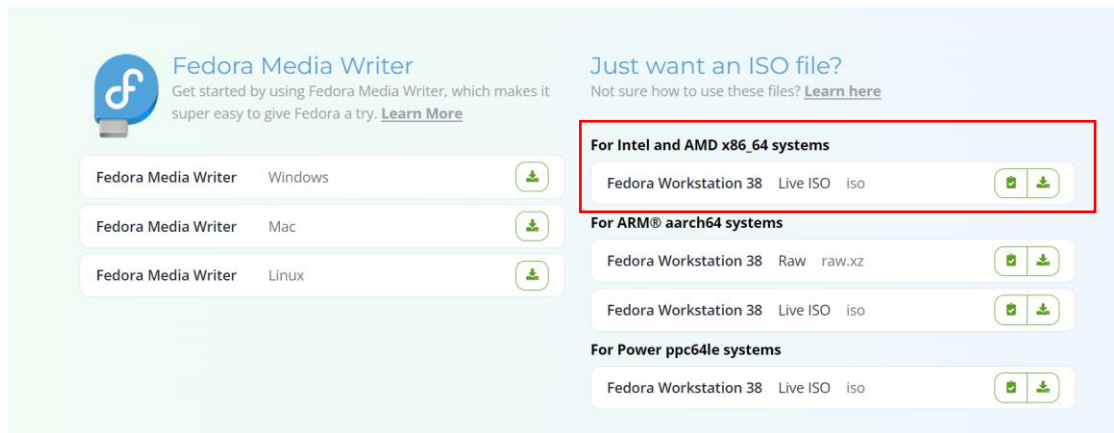 Fedora Media Writer
Get started by using Fedora Media Writer, which makes it
super easy to give Fedora a try. Learn More
Fedora Media Writer Windows
Fedora Media Writer Mac
Fedora Media Writer Linux
Just want an ISO file?
Not sure how to use these files? Learn here
For Intel and AMD x86_64 systems
Fedora Workstation 38 Live ISO iso
For ARM® aarch64 systems
Fedora Workstation 38 Raw raw.xz
Fedora Workstation 38 Live ISO iso
For Power ppc64le systems
Fedora Workstation 38 Live ISO iso